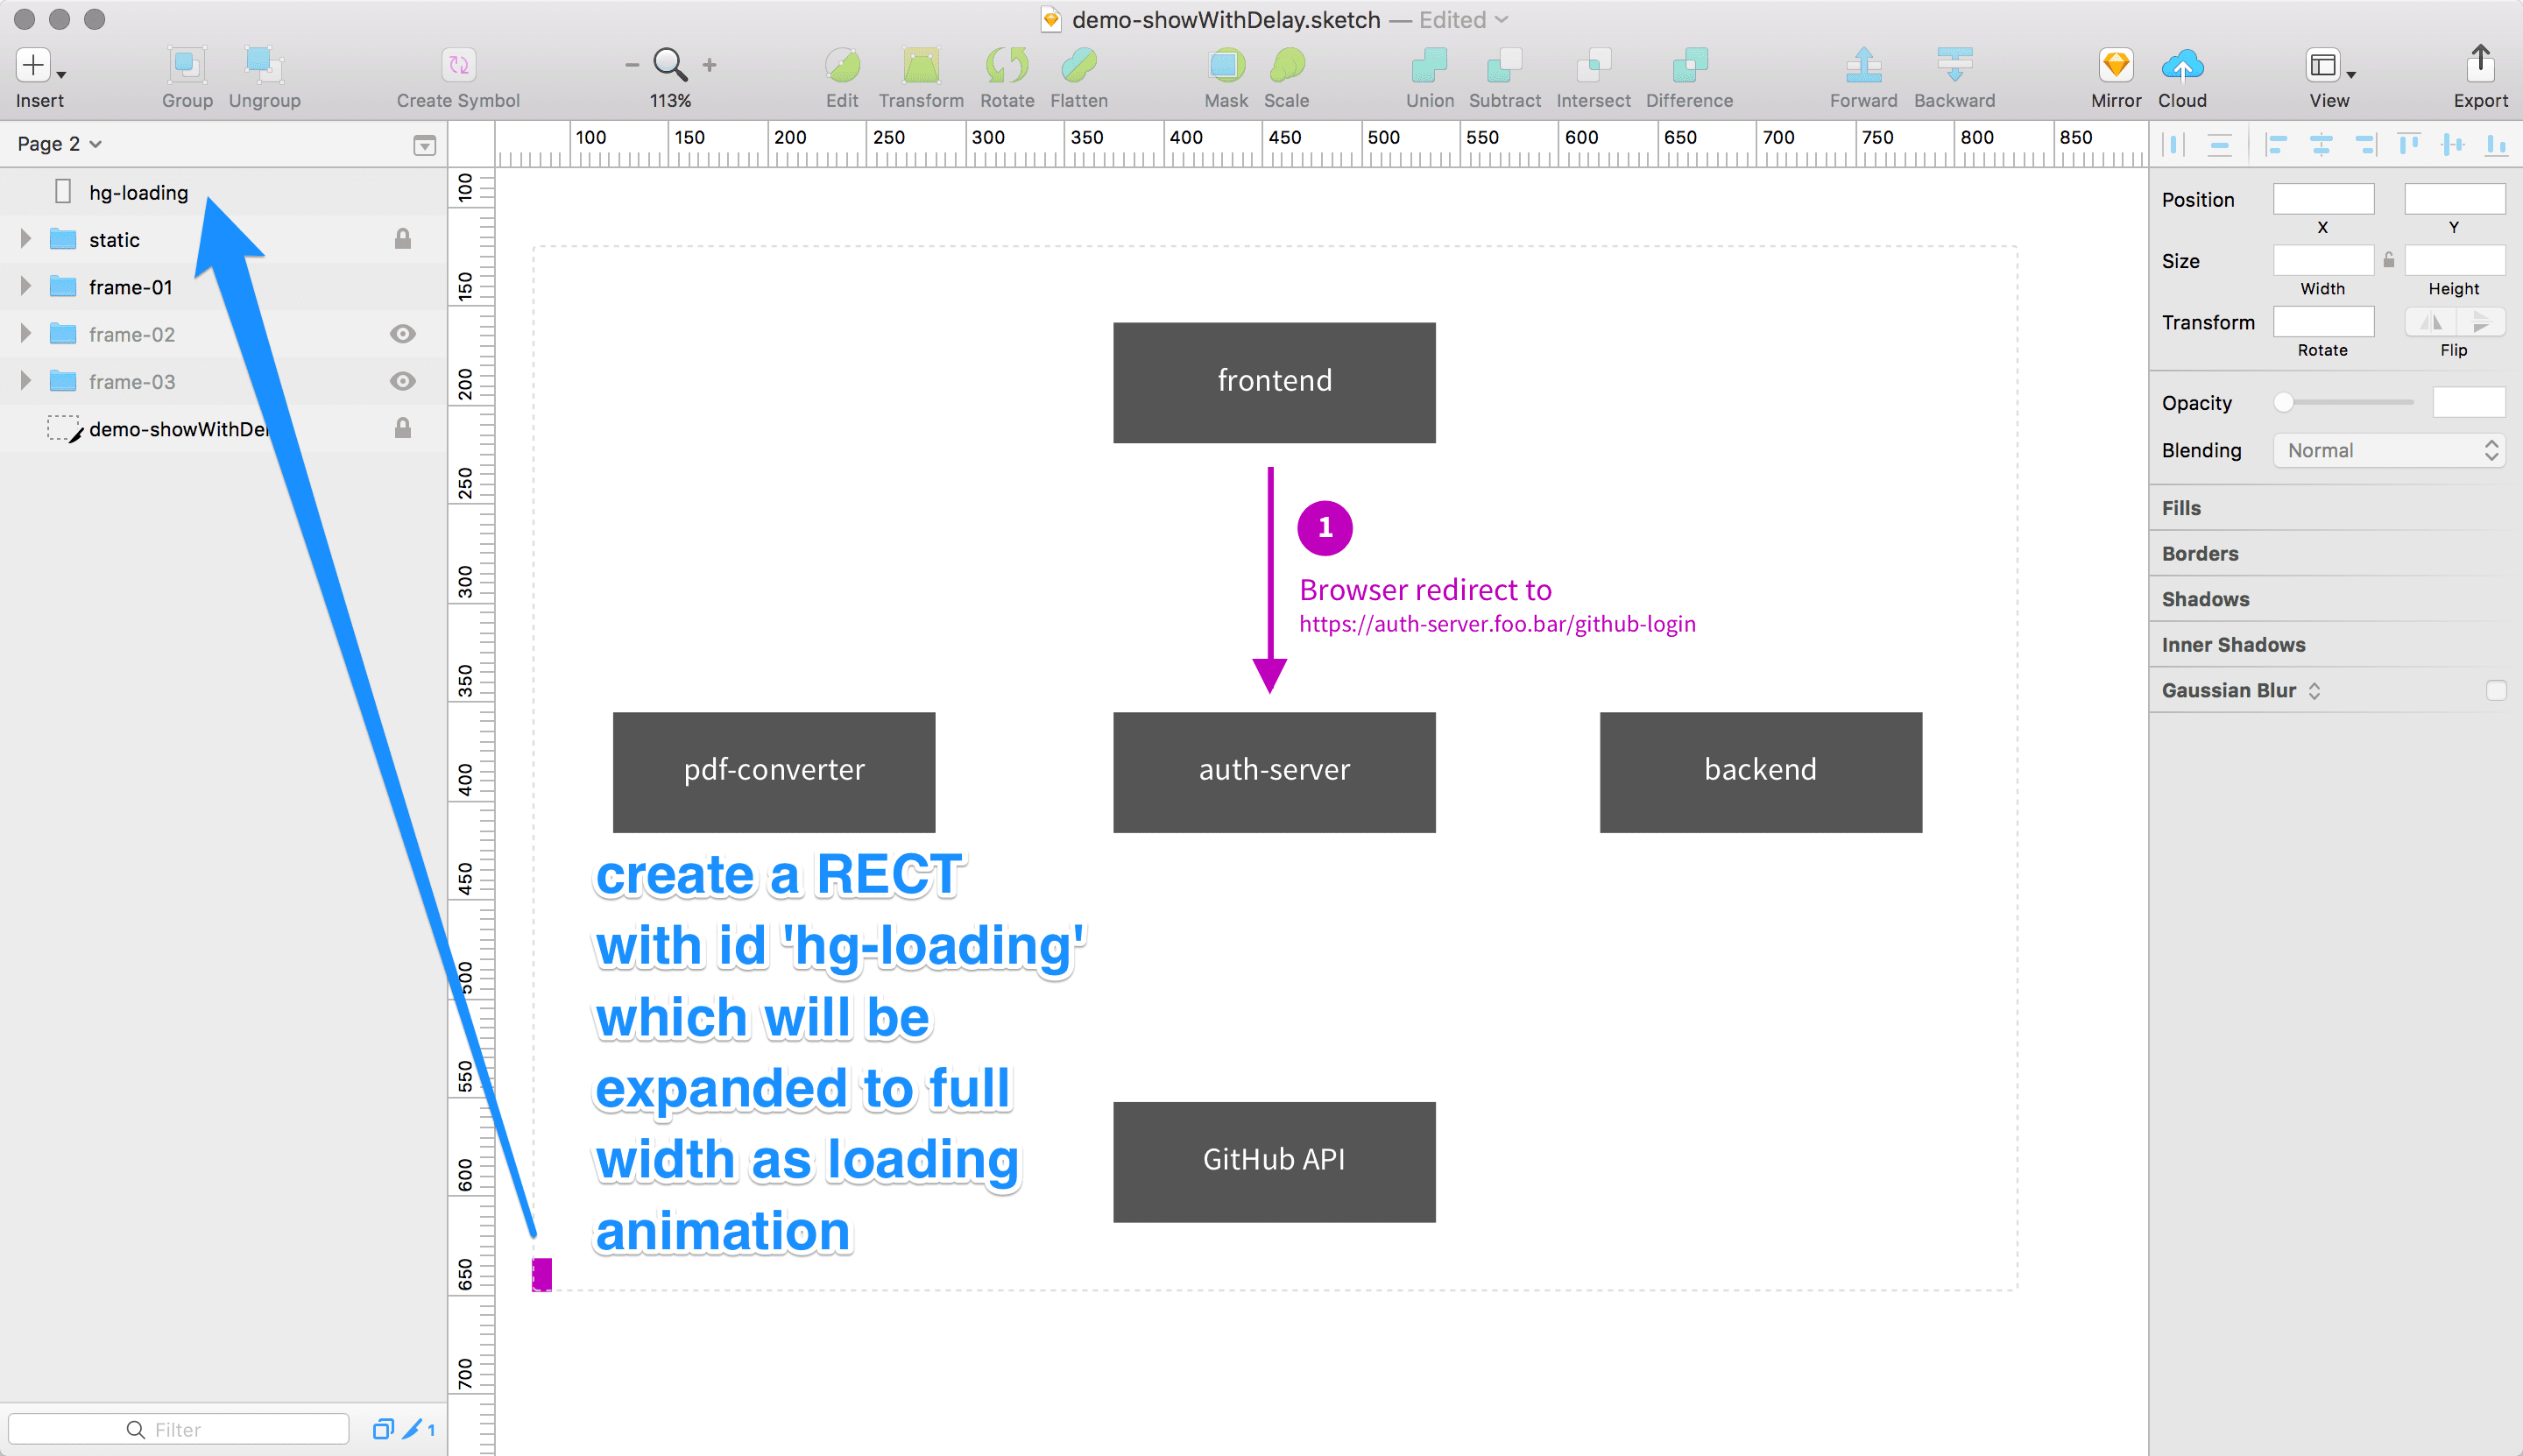 demo-showWithDelay.sketch — Edited
Insert
Group
Ungroup
Create Symbol
113%
Edit
Transform
Rotate
Flatten
Mask
Scale
Union
Subtract
Intersect
Difference
Forward
Backward
Mirror
Cloud
View
Export
Page 2
100 150 200 250 300 350 400 450 500 550 600 650 700 750 800 850
hg-loading
static
frame-01
frame-02
frame-03
demo-showWithDel
Filter
1
100
150
200
250
300
350
400
450
500
550
600
650
700
frontend
1
Browser redirect to
https://auth-server.foo.bar/github-login
pdf-converter
auth-server
backend
create a RECT
with id 'hg-loading'
which will be
expanded to full
width as loading
animation
GitHub API
Position
X
Y
Size
Width
Height
Transform
Rotate
Flip
Opacity
Blending
Normal
Fills
Borders
Shadows
Inner Shadows
Gaussian Blur